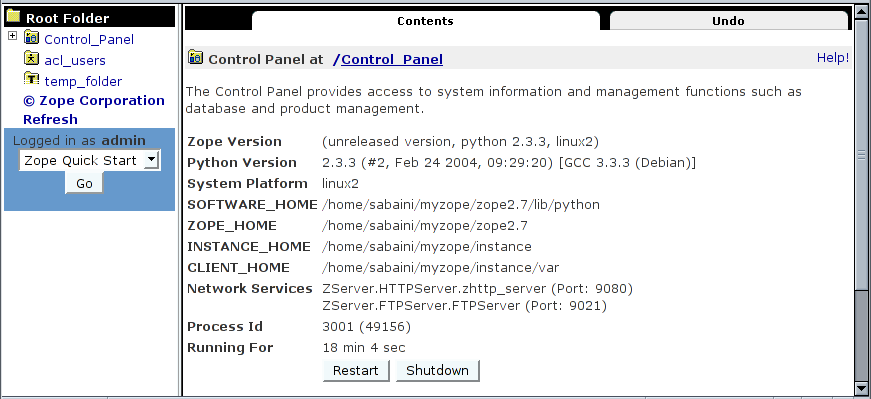 Root Folder
Control_Panel
acl_users
temp_folder
© Zope Corporation
Refresh
Logged in as admin
Zope Quick Start
Go
Contents
Undo
Control Panel at /Control_Panel
Help!
The Control Panel provides access to system information and management functions such as
database and product management.
Zope Version (unreleased version, python 2.3.3, linux2)
Python Version 2.3.3 (#2, Feb 24 2004, 09:29:20) [GCC 3.3.3 (Debian)]
System Platform linux2
SOFTWARE_HOME /home/sabaini/myzope/zope2.7/lib/python
ZOPE_HOME /home/sabaini/myzope/zope2.7
INSTANCE_HOME /home/sabaini/myzope/instance
CLIENT_HOME /home/sabaini/myzope/instance/var
Network Services ZServer.HTTPServer.zhttp_server (Port: 9080)
ZServer.FTPServer.FTPServer (Port: 9021)
Process Id 3001 (49156)
Running For 18 min 4 sec
Restart Shutdown